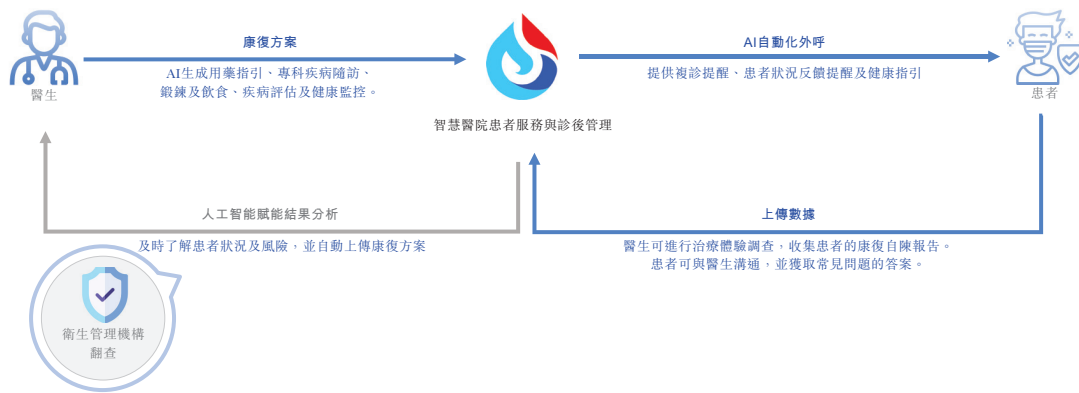 康復方案
AI生成用藥指引、專科疾病隨訪、
鍛鍊及飲食、疾病評估及健康監控。
醫生
智慧醫院患者服務與診後管理
AI自動化外呼
提供複診提醒、患者狀況反饋提醒及健康指引
患者
人工智能賦能結果分析
及時了解患者狀況及風險，並自動上傳康復方案
上傳數據
醫生可進行治療體驗調查，收集患者的康復自陳報告。
患者可與醫生溝通，並獲取常見問題的答案。
衛生管理機構
翻查